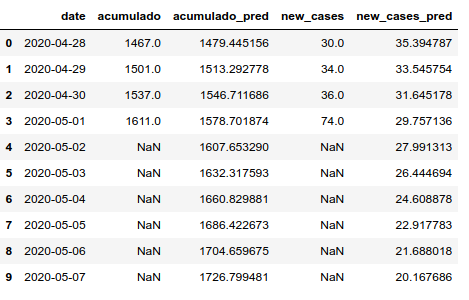 date acumulado acumulado_pred new_cases new_cases_pred
0 2020-04-28 1467.0 1479.445156 30.0 35.394787
1 2020-04-29 1501.0 1513.292778 34.0 33.545754
2 2020-04-30 1537.0 1546.711686 36.0 31.645178
3 2020-05-01 1611.0 1578.701874 74.0 29.757136
4 2020-05-02 NaN 1607.653290 NaN 27.991313
5 2020-05-03 NaN 1632.317593 NaN 26.444694
6 2020-05-04 NaN 1660.829881 NaN 24.608878
7 2020-05-05 NaN 1686.422673 NaN 22.917783
8 2020-05-06 NaN 1704.659675 NaN 21.688018
9 2020-05-07 NaN 1726.799481 NaN 20.167686